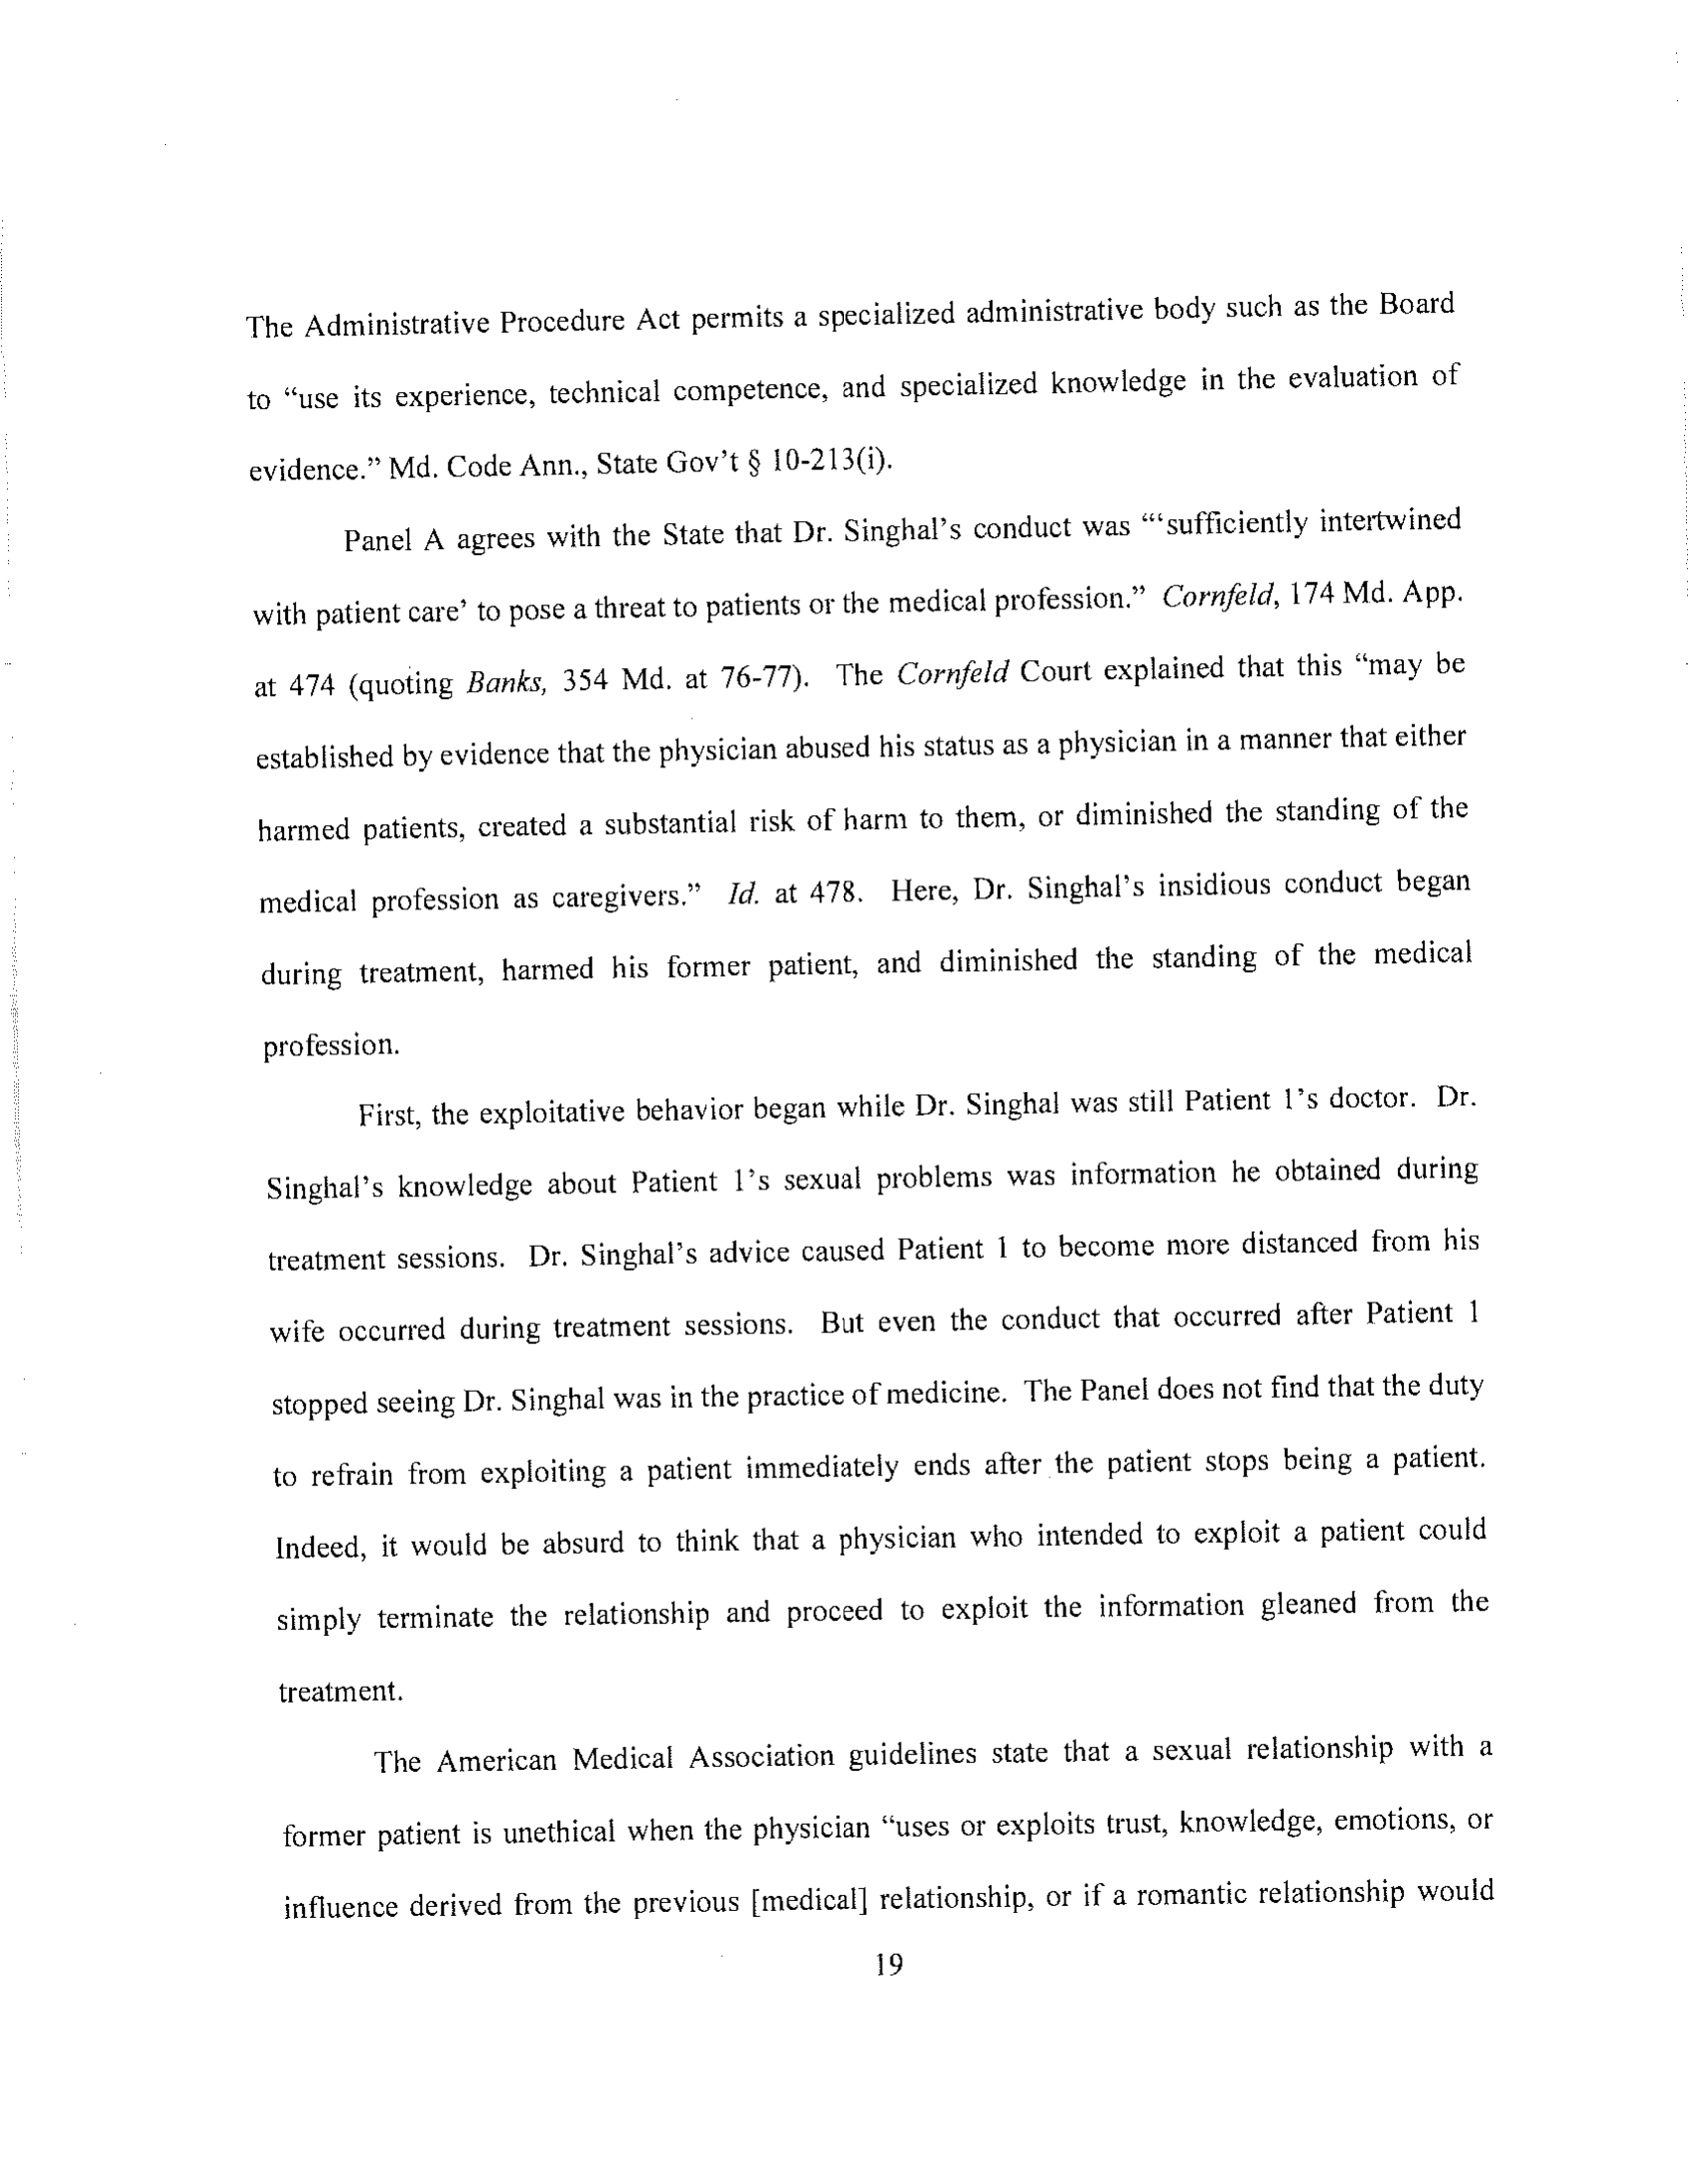 The Administrative Procedure Act permits a specialized administrative body such as the Board
to “use its experience, technical competence, and specialized knowledge in the evaluation of
evidence.” Md. Code Ann., State Gov’t § 10-213(i).
Panel A agrees with the State that Dr. Singhal’s conduct was “‘sufficiently intertwined
with patient care’ to pose a threat to patients or the medical profession.” Cornfeld, 174 Md. App.
at 474 (quoting Banks, 354 Md. at 76-77). The Cornfeld Court explained that this “may be
established by evidence that the physician abused his status as a physician in a manner that either
harmed patients, created a substantial risk of harm to them, or diminished the standing of the
medical profession as caregivers.” Id. at 478. Here, Dr. Singhal’s insidious conduct began
during treatment, harmed his former patient, and diminished the standing of the medical
profession.
First, the exploitative behavior began while Dr. Singhal was still Patient 1’s doctor. Dr.
Singhal’s knowledge about Patient 1’s sexual problems was information he obtained during
treatment sessions. Dr. Singhal’s advice caused Patient 1 to become more distanced from his
wife occurred during treatment sessions. But even the conduct that occurred after Patient 1
stopped seeing Dr. Singhal was in the practice of medicine. The Panel does not find that the duty
to refrain from exploiting a patient immediately ends after the patient stops being a patient.
Indeed, it would be absurd to think that a physician who intended to exploit a patient could
simply terminate the relationship and proceed to exploit the information gleaned from the
treatment.
The American Medical Association guidelines state that a sexual relationship with a
former patient is unethical when the physician “uses or exploits trust, knowledge, emotions, or
influence derived from the previous [medical] relationship, or if a romantic relationship would
19